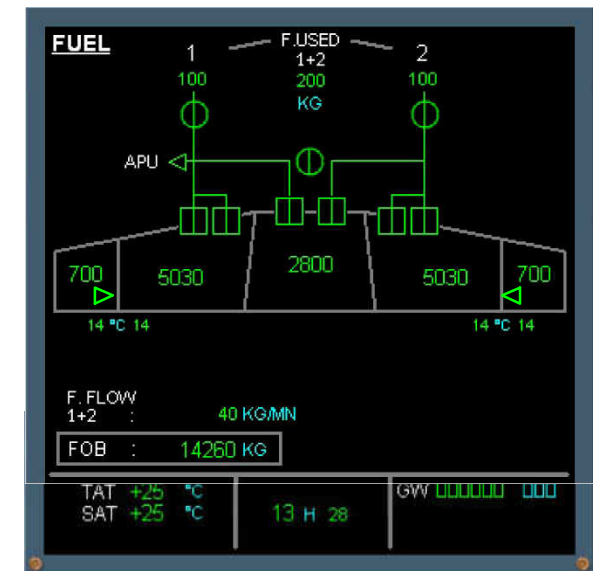 FUEL
1 F.USED 2
1+2
100 200 100
KG
APU
700 5030 2800 5030 700
14 °C 14 14 °C 14
F. FLOW
1+2 : 40 KG/MN
FOB : 14260 KG
TAT +25 °C
SAT +25 °C
13 H 28
GW